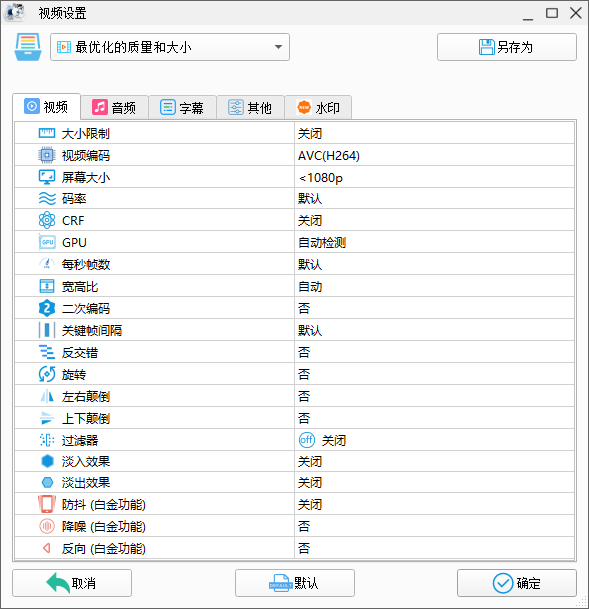 视频设置
最优化的质量和大小
另存为
视频
音频
字幕
其他
NEW 水印
大小限制 关闭
视频编码 AVC(H264)
屏幕大小 <1080p
码率 默认
CRF 关闭
GPU GPU 自动检测
每秒帧数 默认
宽高比 自动
2 二次编码 否
关键帧间隔 默认
反交错 否
旋转 否
左右颠倒 否
上下颠倒 否
过滤器 off 关闭
淡入效果 关闭
淡出效果 关闭
防抖 (白金功能) 关闭
降噪 (白金功能) 否
反向 (白金功能) 否
取消
DEFAULT 默认
确定